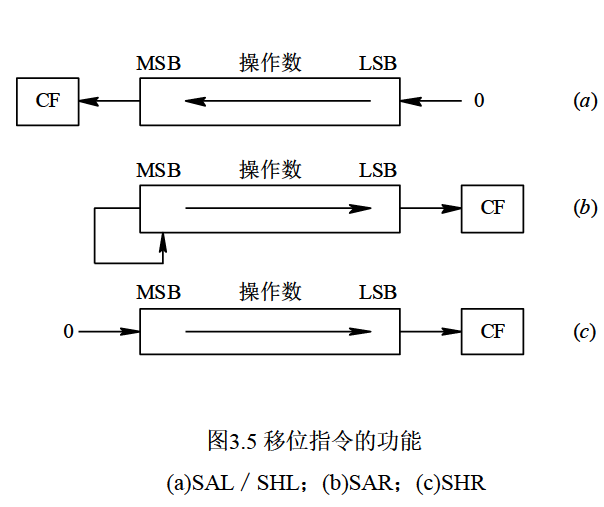 MSB 操作数 LSB
CF 0 (a)
MSB 操作数 LSB
CF (b)
MSB 操作数 LSB
0 CF (c)
图3.5 移位指令的功能
(a)SAL／SHL；(b)SAR；(c)SHR